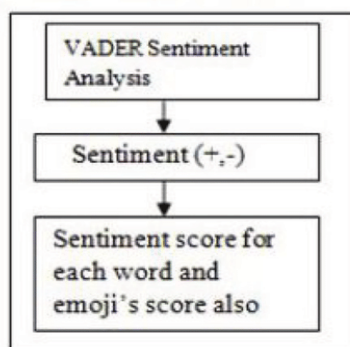 VADER Sentiment
Analysis
Sentiment (+,-)
Sentiment score for
each word and
emoji's score also